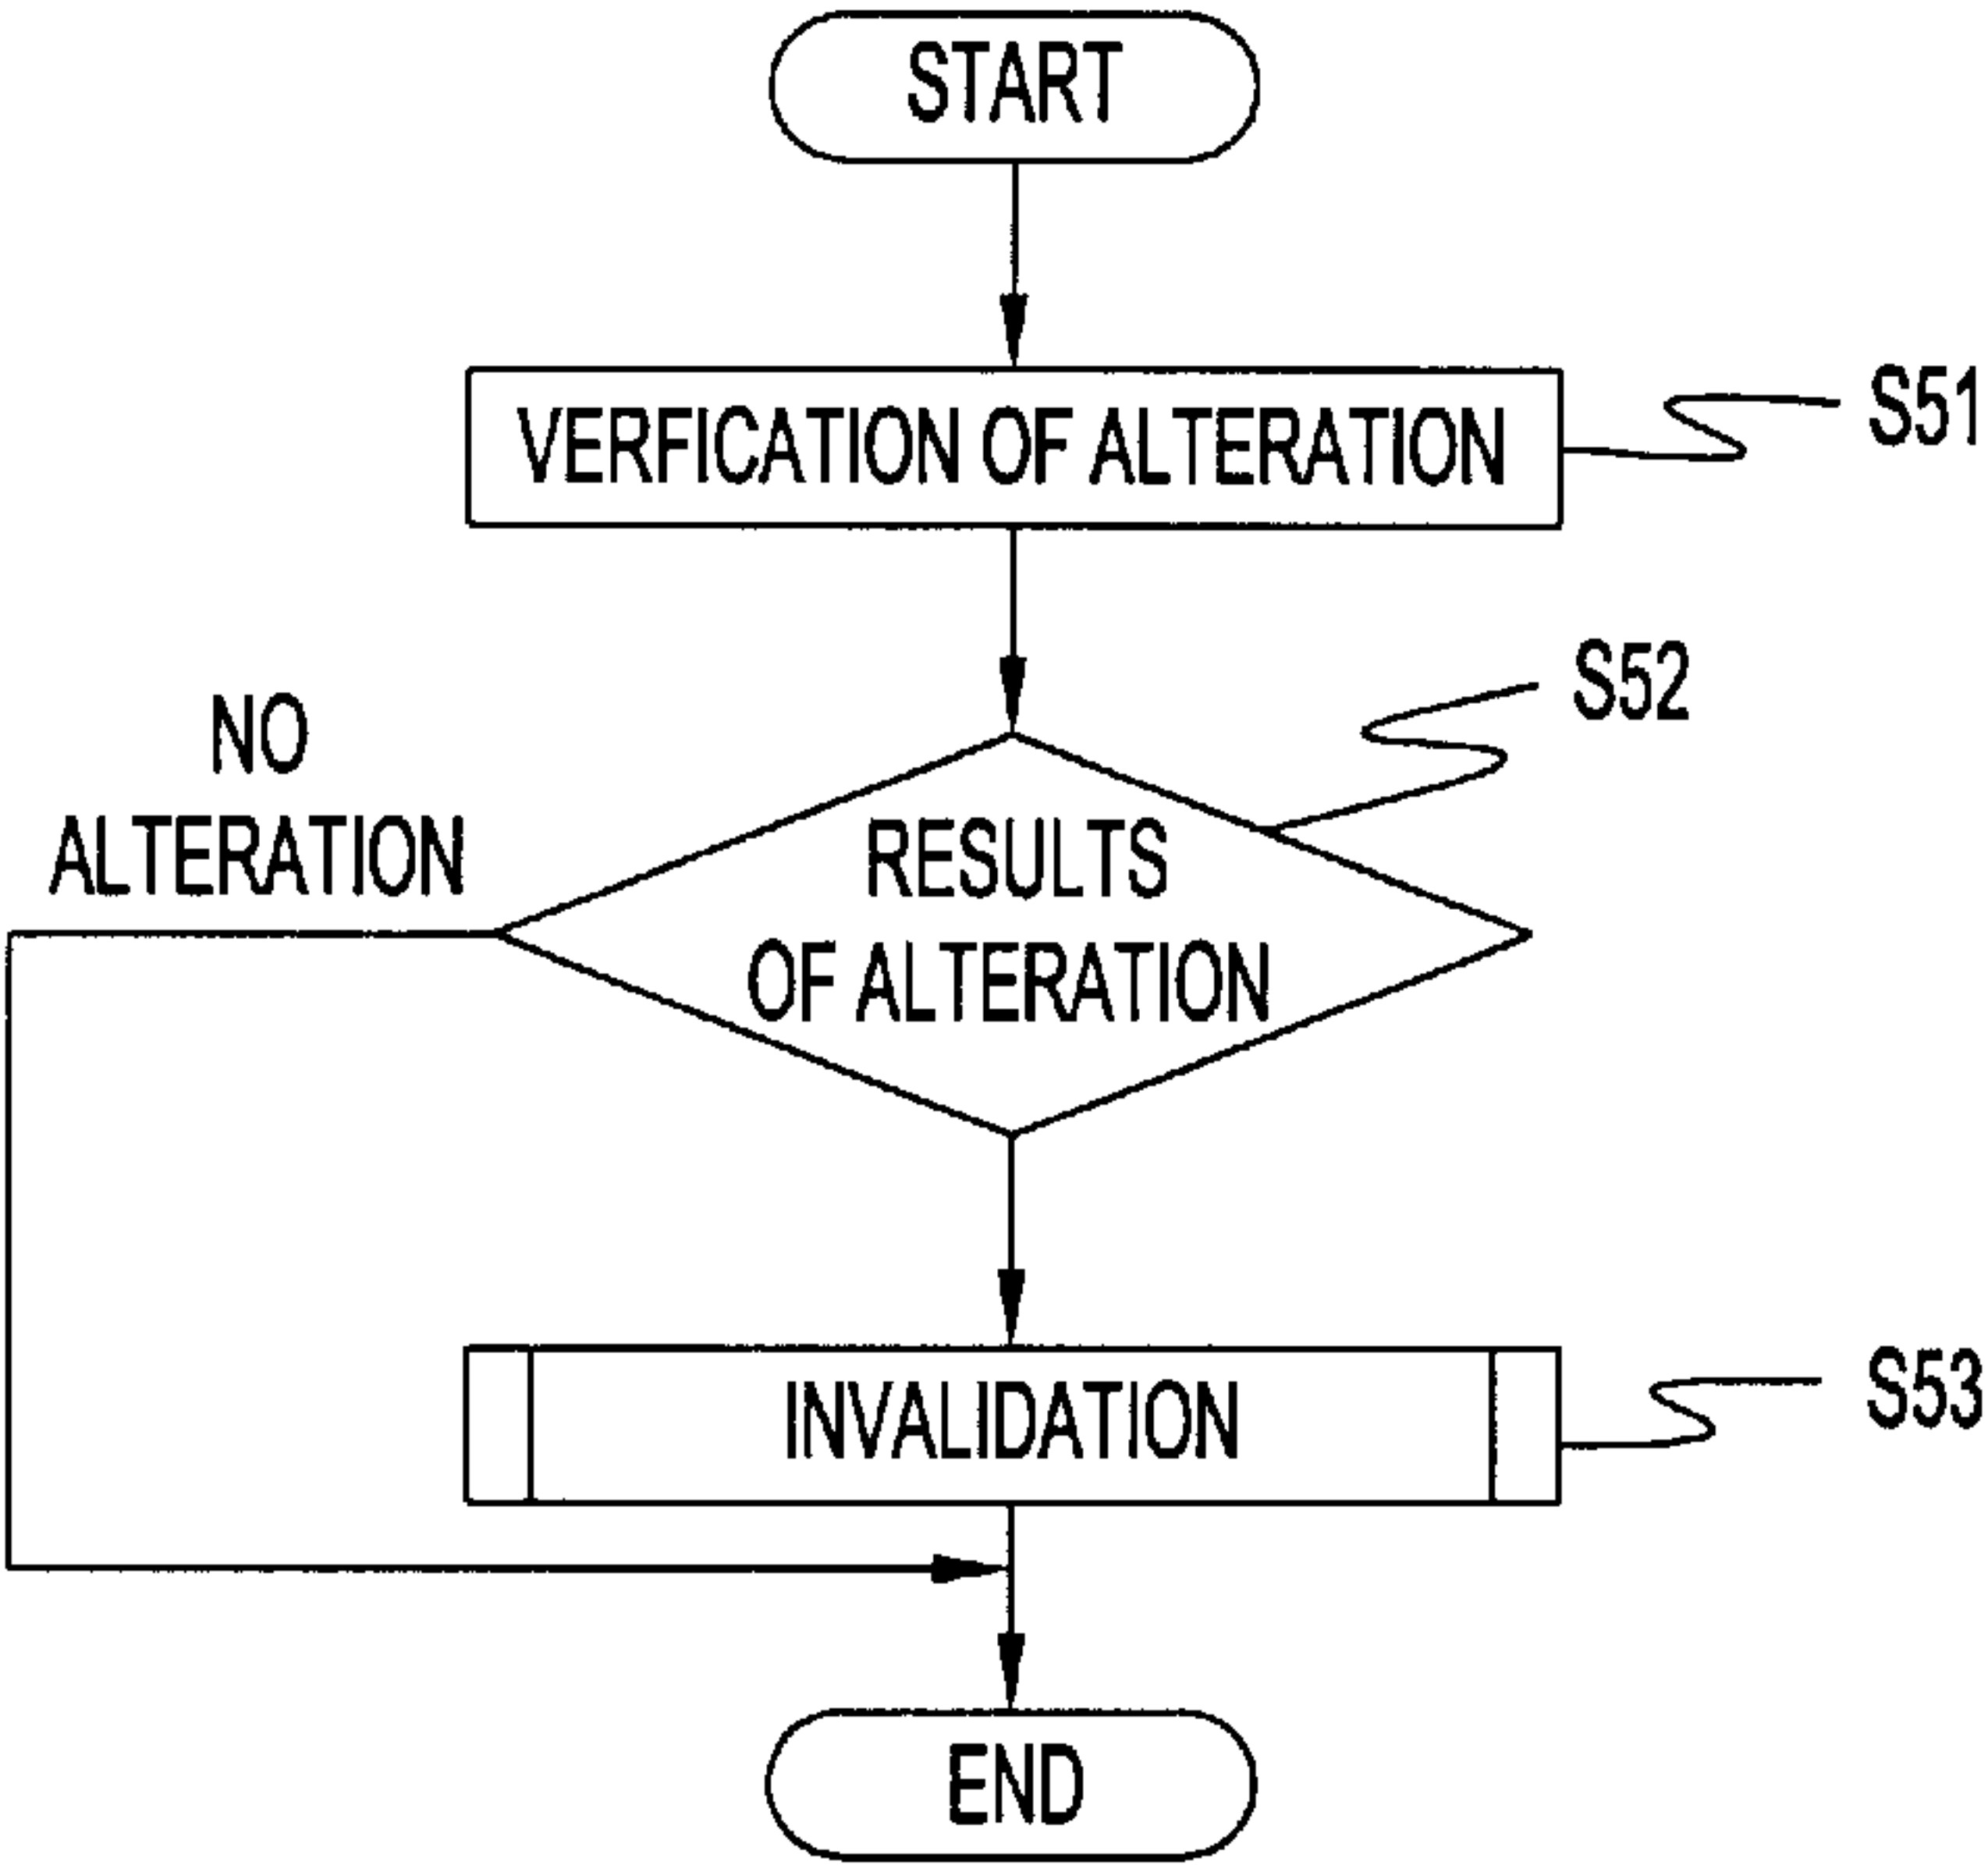 START
VERFICATION OF ALTERATION
S51
S52
NO
ALTERATION
RESULTS
OF ALTERATION
INVALIDATION
S53
END